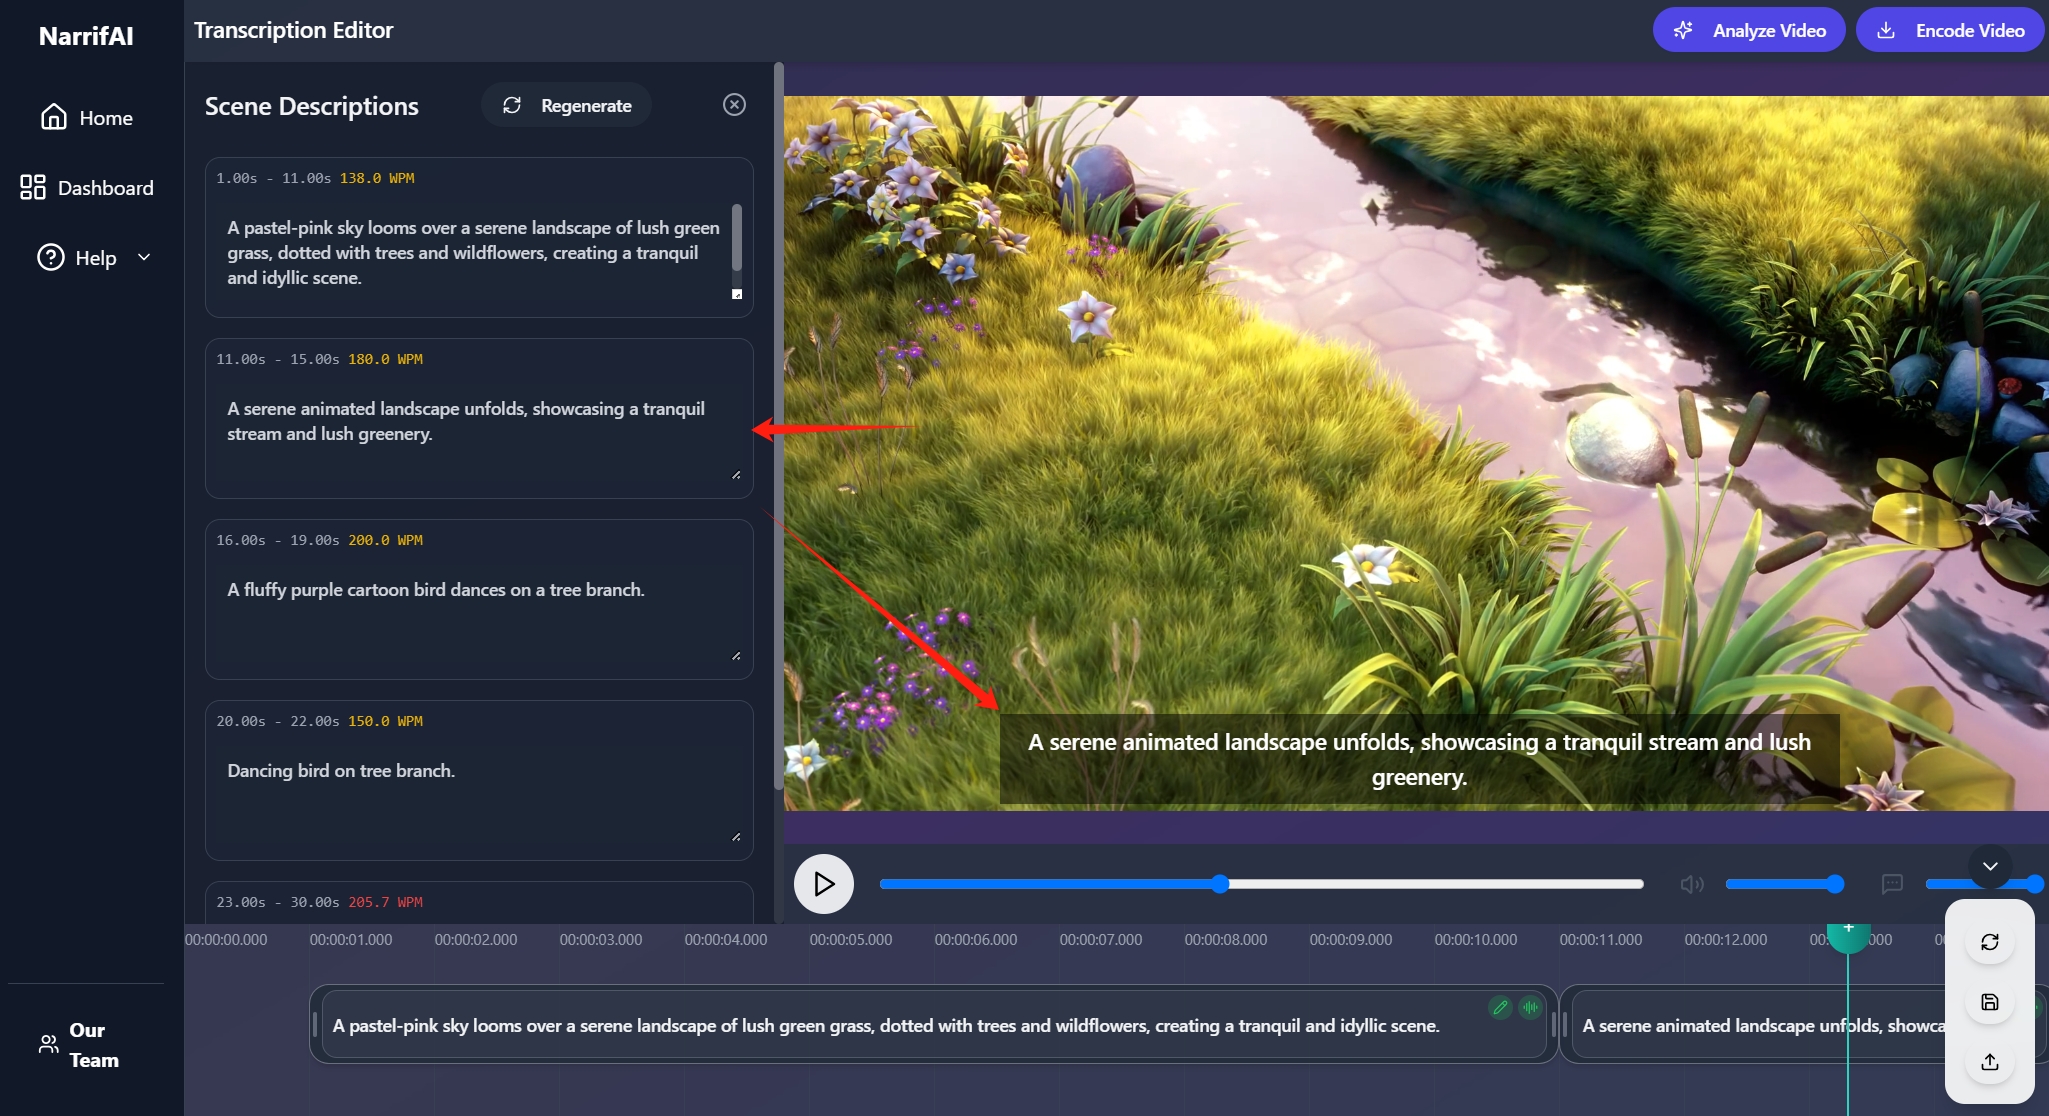 NarrifAI
Home
Dashboard
Help
Our
Team
Transcription Editor
Analyze Video
Encode Video
Scene Descriptions
Regenerate
1.00s - 11.00s 138.0 WPM
A pastel-pink sky looms over a serene landscape of lush green
grass, dotted with trees and wildflowers, creating a tranquil
and idyllic scene.
11.00s - 15.00s 180.0 WPM
A serene animated landscape unfolds, showcasing a tranquil
stream and lush greenery.
16.00s - 19.00s 200.0 WPM
A fluffy purple cartoon bird dances on a tree branch.
20.00s - 22.00s 150.0 WPM
Dancing bird on tree branch.
23.00s - 30.00s 205.7 WPM
A serene animated landscape unfolds, showcasing a tranquil stream and lush
greenery.
00:00:00.000 00:00:01.000 00:00:02.000 00:00:03.000 00:00:04.000 00:00:05.000 00:00:06.000 00:00:07.000 00:00:08.000 00:00:09.000 00:00:10.000 00:00:11.000 00:00:12.000
A pastel-pink sky looms over a serene landscape of lush green grass, dotted with trees and wildflowers, creating a tranquil and idyllic scene.
A serene animated landscape unfolds, showca